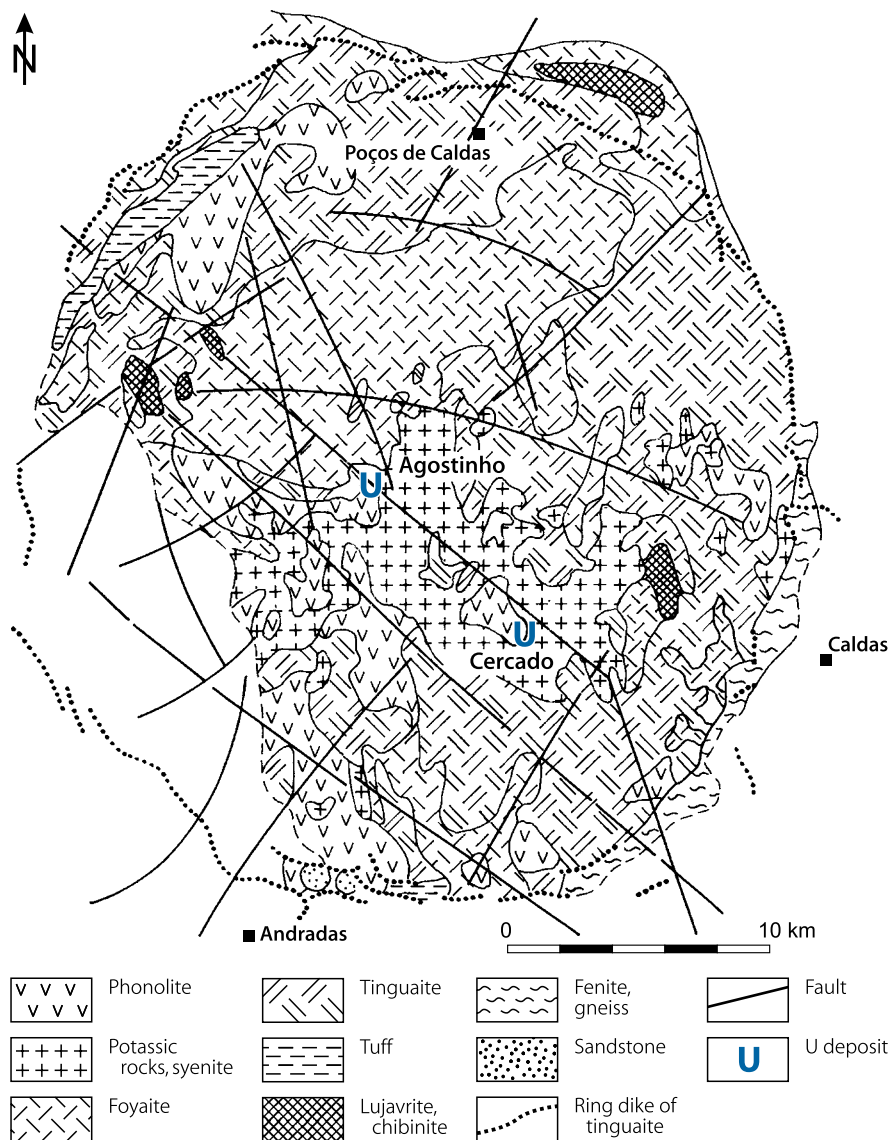 N
Poços de Caldas
Agostinho
U
U
Cercado
Caldas
Andradas
0 10 km
Phonolite
Tinguaite
Fenite,
gneiss
Fault
Potassic
rocks, syenite
Tuff
Sandstone
U
U deposit
Foyaite
Lujavrite,
chibinite
Ring dike of
tinguaite